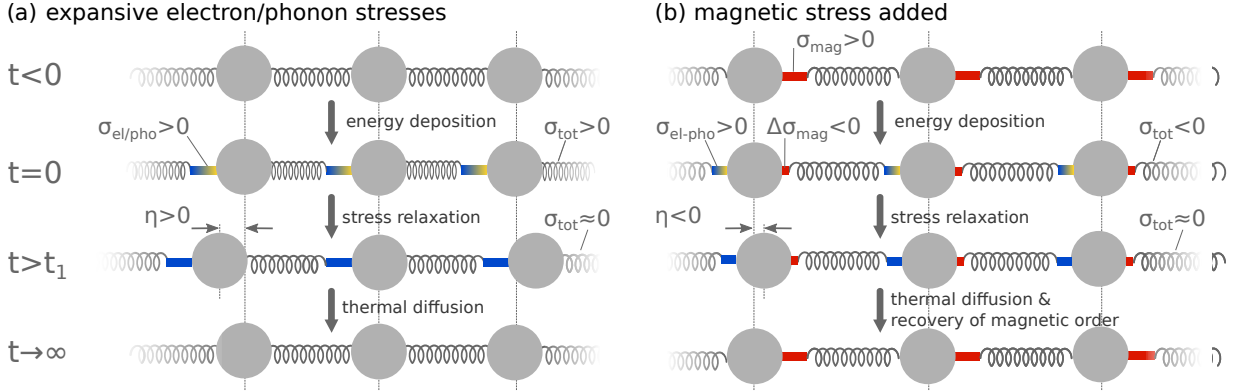 (a) expansive electron/phonon stresses
t<0
energy deposition
σel/pho>0
σtot>0
t=0
η>0
stress relaxation
σtot≈0
t>t1
thermal diffusion
t→∞
(b) magnetic stress added
σmag>0
energy deposition
σel-pho>0
Δσmag<0
σtot<0
η<0
stress relaxation
σtot≈0
thermal diffusion &
recovery of magnetic order